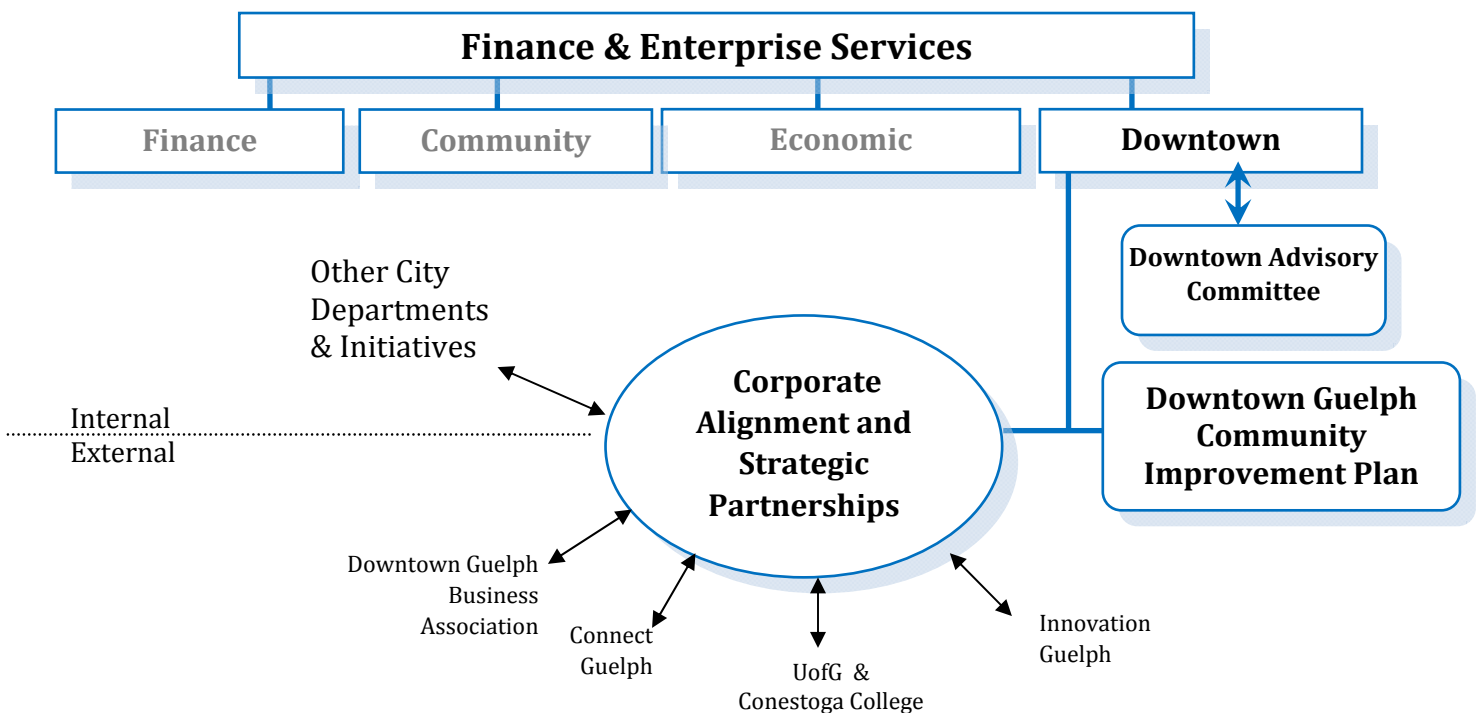 Finance & Enterprise Services
Finance
Community
Economic
Downtown
Downtown Advisory
Committee
Other City
Departments
& Initiatives
Corporate
Alignment and
Strategic
Partnerships
Downtown Guelph
Community
Improvement Plan
Internal
External
Downtown Guelph
Business
Association
Connect
Guelph
UofG &
Conestoga College
Innovation
Guelph